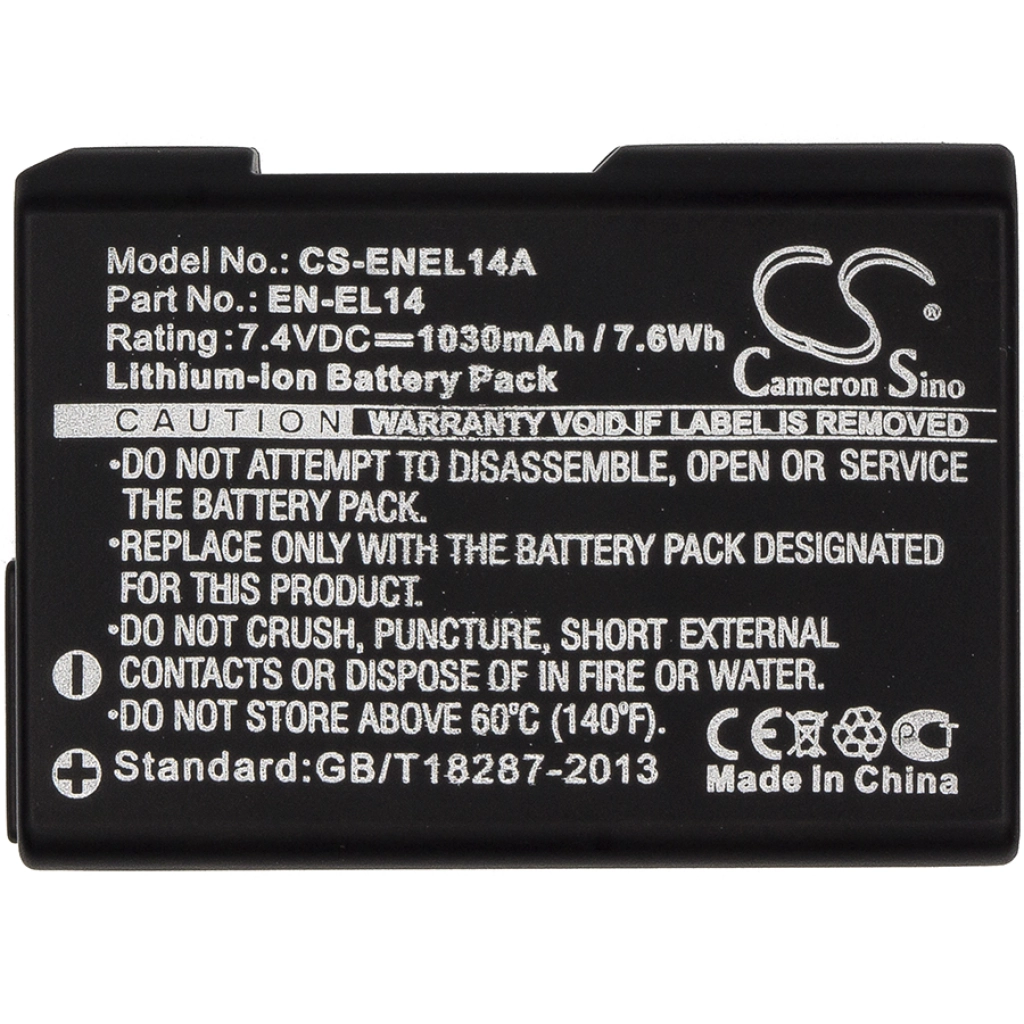 Model No.: CS-ENEL14A
Part No.: EN-EL14
Rating:7.4VDC⎓1030mAh/7.6Wh
Lithium-ion Battery Pack
CS
Cameron Sino
CAUTION WARRANTY VOID IF LABEL IS REMOVED
•DO NOT ATTEMPT TO DISASSEMBLE, OPEN OR SERVICE
THE BATTERY PACK.
•REPLACE ONLY WITH THE BATTERY PACK DESIGNATED
FOR THIS PRODUCT.
•DO NOT CRUSH, PUNCTURE, SHORT EXTERNAL
CONTACTS OR DISPOSE OF IN FIRE OR WATER.
•DO NOT STORE ABOVE 60°C (140°F).
Standard:GB/T18287-2013
CE PCT
Made In China